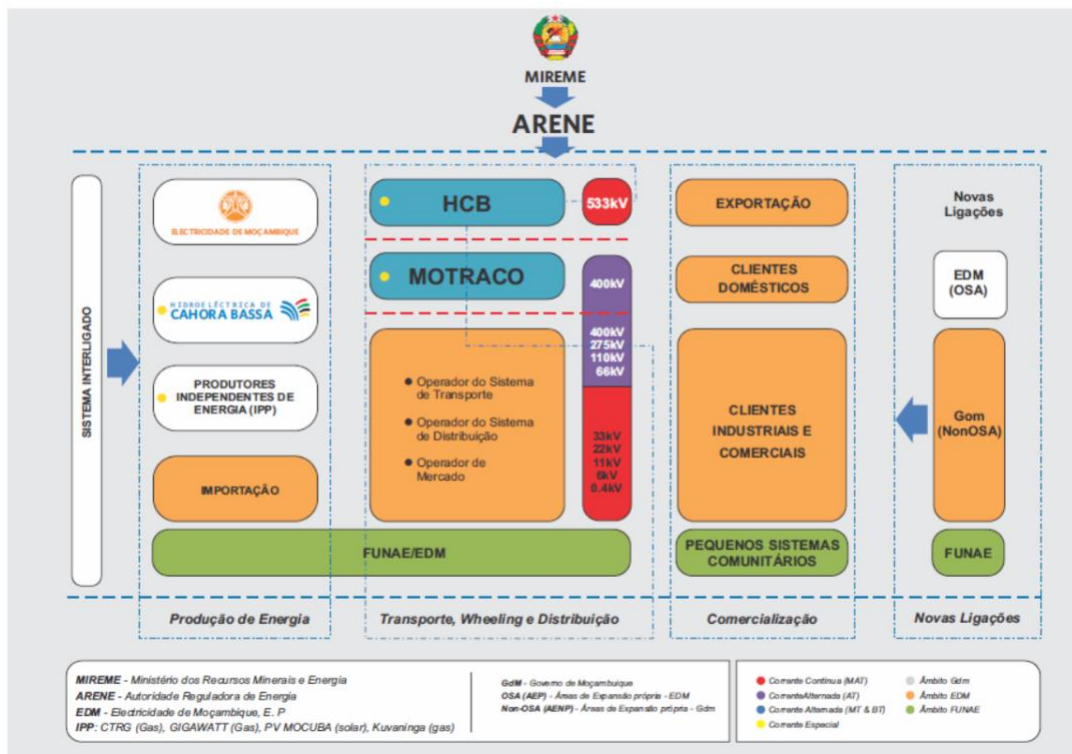 MIREME
ARENE
SISTEMA INTERLIGADO
ELECTRICIDADE DE MOÇAMBIQUE
HIDROELÉCTRICA DE
CAHORA BASSA
PRODUTORES
INDEPENDENTES DE
ENERGIA (IPP)
IMPORTAÇÃO
HCB
533kV
MOTRACO
400kV
400kV
275kV
110kV
66kV
Operador do Sistema
de Transporte
Operador do Sistema
de Distribuição
Operador de
Mercado
33kV
22kV
11kV
6kV
0.4kV
FUNAE/EDM
EXPORTAÇÃO
CLIENTES
DOMÉSTICOS
CLIENTES
INDUSTRIAIS E
COMERCIAIS
PEQUENOS SISTEMAS
COMUNITÁRIOS
Novas
Ligações
EDM
(OSA)
Gom
(NonOSA)
FUNAE
Produção de Energia
Transporte, Wheeling e Distribuição
Comercialização
Novas Ligações
MIREME - Ministério dos Recursos Minerais e Energia
ARENE - Autoridade Reguladora de Energia
EDM - Electricidade de Moçambique, E. P
IPP: CTRG (Gas), GIGAWATT (Gas), PV MOCUBA (solar), Kuvaninga (gas)
GdM - Governo de Moçambique
OSA (AEP) - Áreas de Expansão própria - EDM
Non-OSA (AENP) - Áreas de Expansão própria - Gdm
Corrente Contínua (MAT)
CorrenteAlternada (AT)
Corrente Alternada (MT & BT)
Corrente Especial
Âmbito Gdm
Âmbito EDM
Âmbito FUNAE